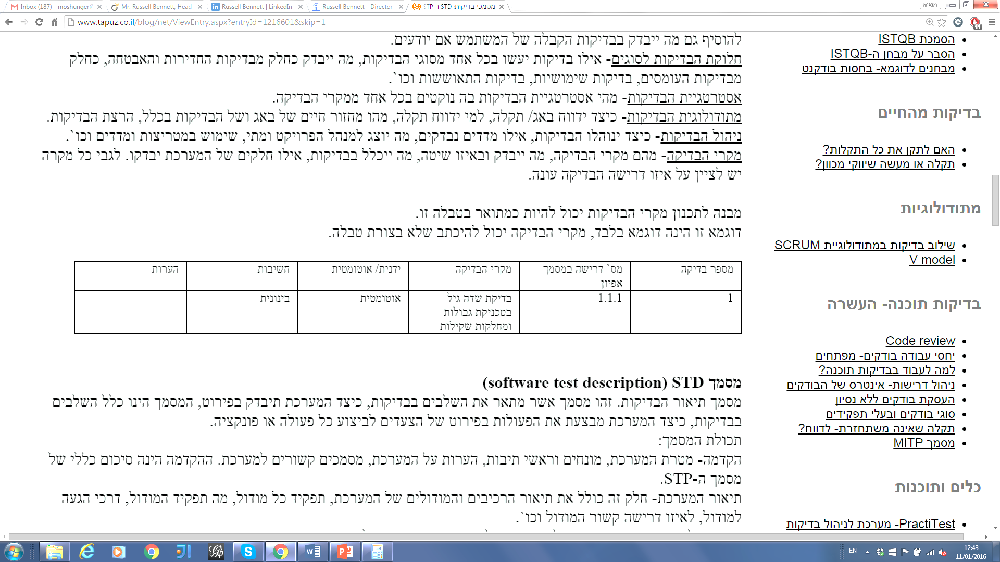 Inbox (187) - moshunger@
Mr. Russell Bennett, Head
Russell Bennett | LinkedIn
Russell Bennett - Director
מסמכי בדיקות: STD ו- STP
משה
www.tapuz.co.il/blog/net/ViewEntry.aspx?entryId=1216601&skip=1
11
להוסיף גם מה ייבדק בבדיקות הקבלה של המשתמש אם יודעים.
חלוקת הבדיקות לסוגים- אילו בדיקות יעשו בכל אחד מסוגי הבדיקות, מה ייבדק כחלק מבדיקות החדירות והאבטחה, כחלק
מבדיקות העומסים, בדיקות שימושיות, בדיקות התאוששות וכו`.
אסטרטגיית הבדיקות- מהי אסטרטגיית הבדיקות בה נוקטים בכל אחד ממקרי הבדיקה.
מתודולוגית הבדיקות- כיצד ידווח באג/ תקלה, למי ידווח תקלה, מהו מחזור חיים של באג ושל הבדיקות בכלל, הרצת הבדיקות.
ניהול הבדיקות- כיצד ינוהלו הבדיקות, אילו מדדים נבדקים, מה יוצג למנהל הפרויקט ומתי, שימוש במטריצות ומדדים וכו`.
מקרי הבדיקה- מהם מקרי הבדיקה, מה ייבדק ובאיזו שיטה, מה ייכלל בבדיקות, אילו חלקים של המערכת יבדקו. לגבי כל מקרה
יש לציין על איזו דרישה הבדיקה עונה.
מבנה לתכנון מקרי הבדיקות יכול להיות כמתואר בטבלה זו.
דוגמא זו הינה דוגמא בלבד, מקרי הבדיקה יכול להיכתב שלא בצורת טבלה.
מספר בדיקה
מס` דרישה במסמך
אפיון
מקרי הבדיקה
ידנית/ אוטומטית
חשיבות
הערות
1
1.1.1
בדיקת שדה גיל
בטכניקת גבולות
ומחלקות שקילות
אוטומטית
בינונית
מסמך STD (software test description)
מסמך תיאור הבדיקות. זהו מסמך אשר מתאר את השלבים בבדיקות, כיצד המערכת תיבדק בפירוט, המסמך הינו כלל השלבים
בבדיקות, כיצד המערכת מבצעת את הפעולות בפירוט של הצעדים לביצוע כל פעולה או פונקציה.
תכולת המסמך:
הקדמה- מטרת המערכת, מונחים וראשי תיבות, הערות על המערכת, מסמכים קשורים למערכת. ההקדמה הינה סיכום כללי של
מסמך ה-STP.
תיאור המערכת- חלק זה כולל את תיאור הרכיבים והמודולים של המערכת, תפקיד כל מודול, מה תפקיד המודול, דרכי הגעה
למודול, לאיזו דרישה קשור המודול וכו`.
הסמכת ISTQB
הסבר על מבחן ה-ISTQB
מבחנים לדוגמא- בחסות בודקנט
בדיקות מהחיים
האם לתקן את כל התקלות?
תקלה או מעשה שיווקי מכוון?
מתודולוגיות
שילוב בדיקות במתודולוגיית SCRUM
V model
בדיקות תוכנה- העשרה
Code review
יחסי עבודה בודקים- מפתחים
למה לעבוד בבדיקות תוכנה?
ניהול דרישות- אינטרס של הבודקים
העסקת בודקים ללא נסיון
סוגי בודקים ובעלי תפקידים
תקלה שאינה משתחזרת- לדווח?
מסמך MITP
כלים ותוכנות
PractiTest- מערכת לניהול בדיקות
EN
12:43
11/01/2016